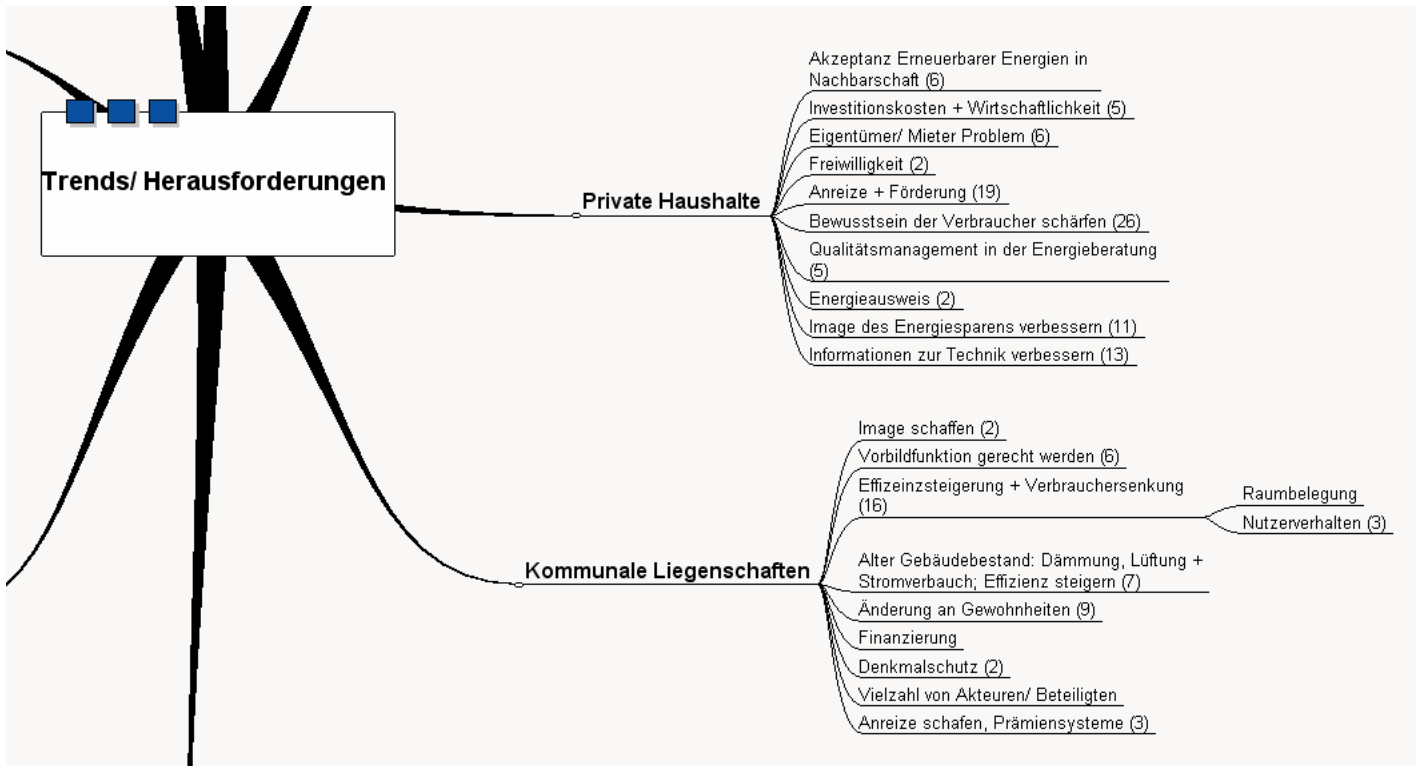 Trends/ Herausforderungen
Private Haushalte
Akzeptanz Erneuerbarer Energien in
Nachbarschaft (6)
Investitionskosten + Wirtschaftlichkeit (5)
Eigentümer/ Mieter Problem (6)
Freiwilligkeit (2)
Anreize + Förderung (19)
Bewusstsein der Verbraucher schärfen (26)
Qualitätsmanagement in der Energieberatung
(5)
Energieausweis (2)
Image des Energiesparens verbessern (11)
Informationen zur Technik verbessern (13)
Kommunale Liegenschaften
Image schaffen (2)
Vorbildfunktion gerecht werden (6)
Effizeinzsteigerung + Verbrauchersenkung
(16)
Raumbelegung
Nutzerverhalten (3)
Alter Gebäudebestand: Dämmung, Lüftung +
Stromverbauch; Effizienz steigern (7)
Änderung an Gewohnheiten (9)
Finanzierung
Denkmalschutz (2)
Vielzahl von Akteuren/ Beteiligten
Anreize schafen, Prämiensysteme (3)